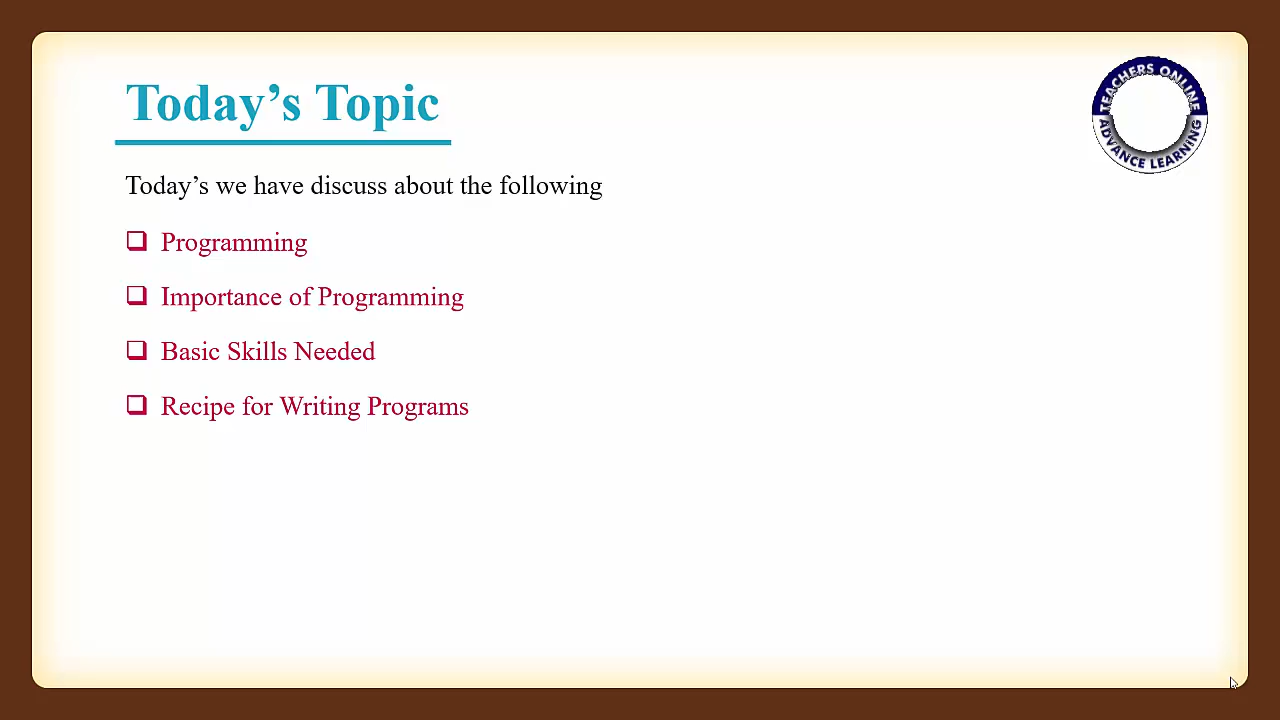 Today’s Topic
TEACHERS ONLINE
ADVANCE LEARNING
Today’s we have discuss about the following
Programming
Importance of Programming
Basic Skills Needed
Recipe for Writing Programs